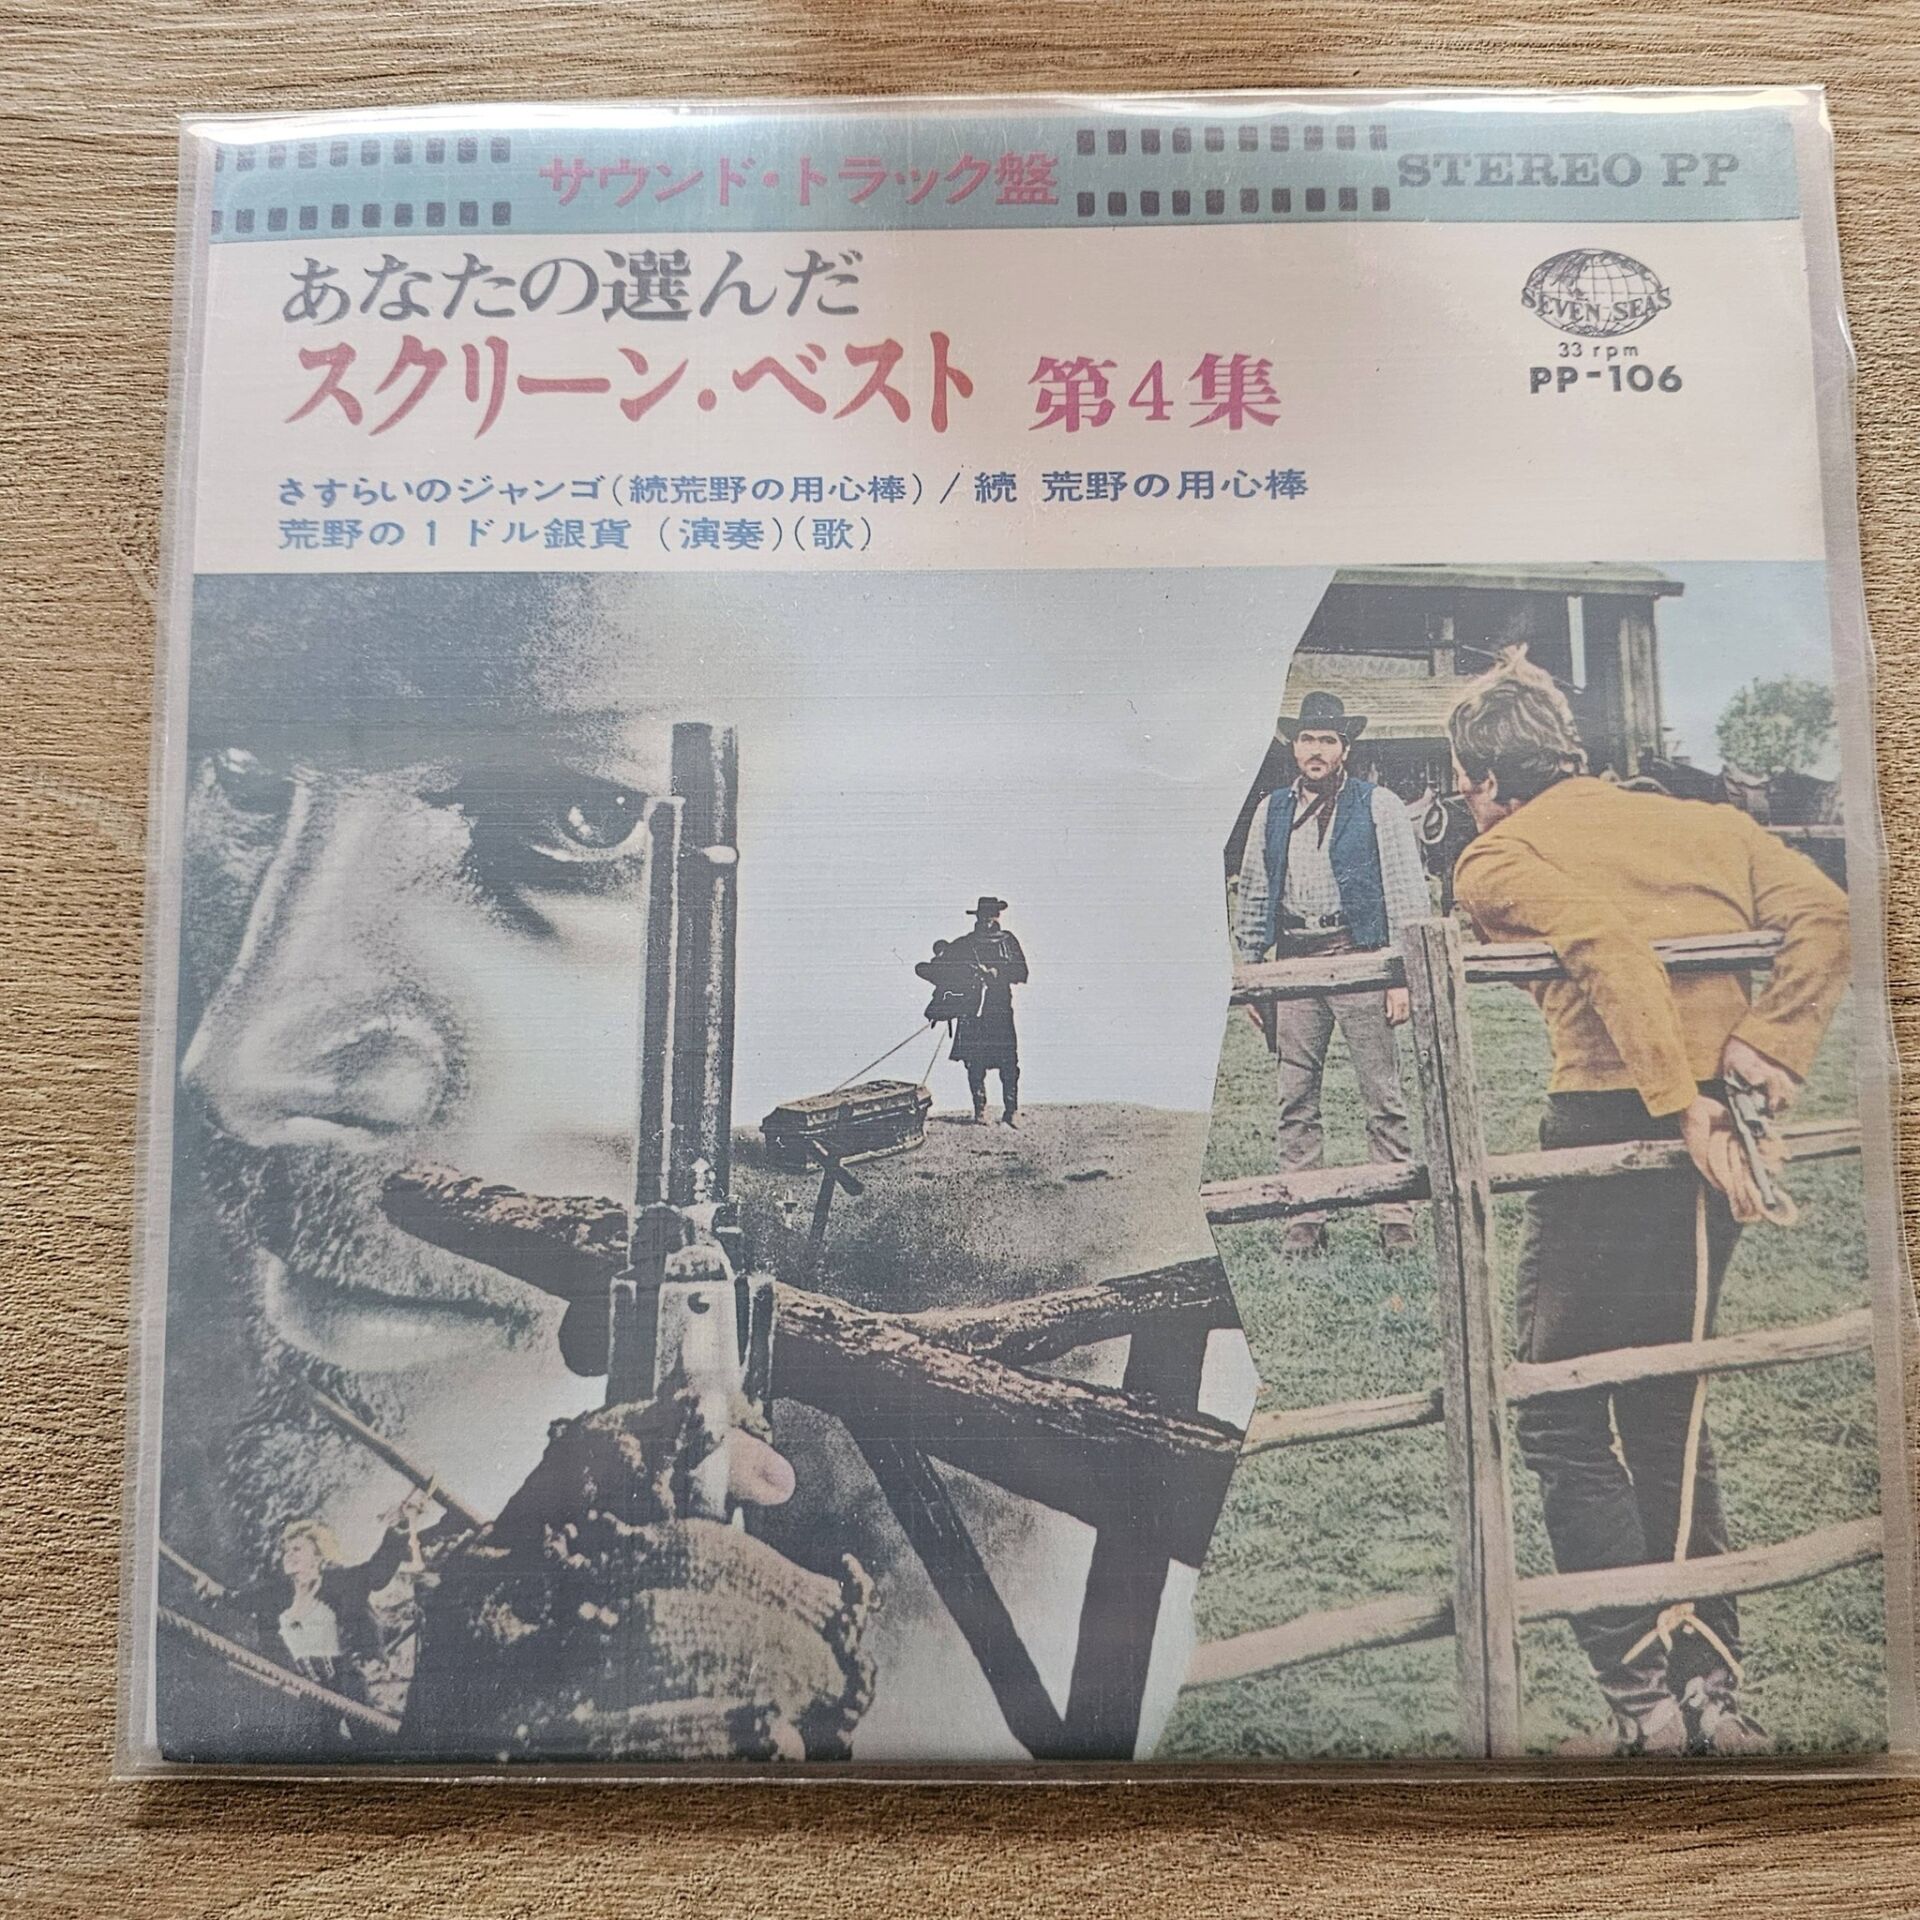 サウンド・トラック盤 STEREO PP
あなたの選んだ
スクリーン・ベスト 第4集
SEVEN SEAS
33 rpm
PP-106
さすらいのジャンゴ(続荒野の用心棒) / 続 荒野の用心棒
荒野の1ドル銀貨 (演奏)(歌)